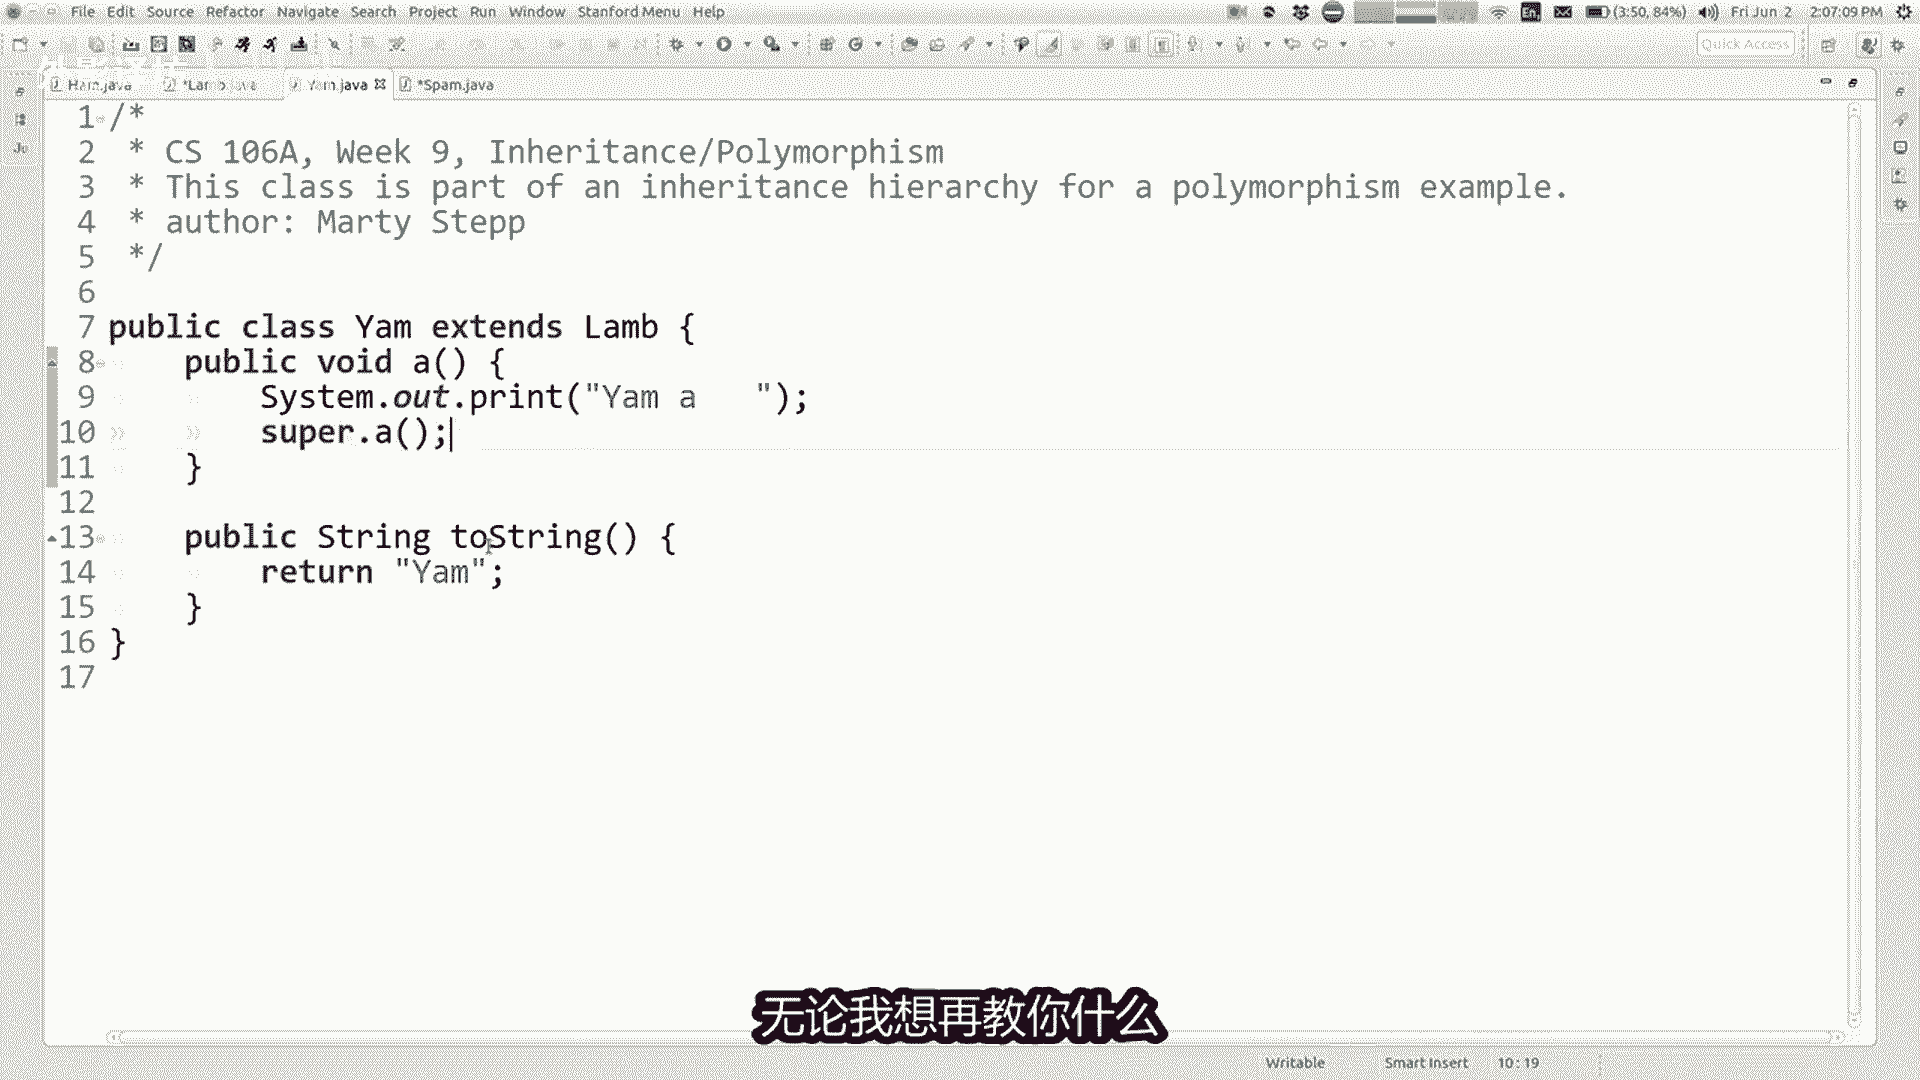 File Edit Source Refactor Navigate Search Project Run Window Stanford Menu Help
En (3:50, 84%) Fri Jun 2 2:07:09 PM
Quick Access
Ham.java *Lamb.java Yam.java *Spam.java
1 /*
2 * CS 106A, Week 9, Inheritance/Polymorphism
3 * This class is part of an inheritance hierarchy for a polymorphism example.
4 * author: Marty Stepp
5 */
6
7 public class Yam extends Lamb {
8 public void a() {
9 System.out.print("Yam a   ");
10 super.a();
11 }
12
13 public String toString() {
14 return "Yam";
15 }
16 }
17
无论我想再教你什么
Writable Smart Insert 10:19